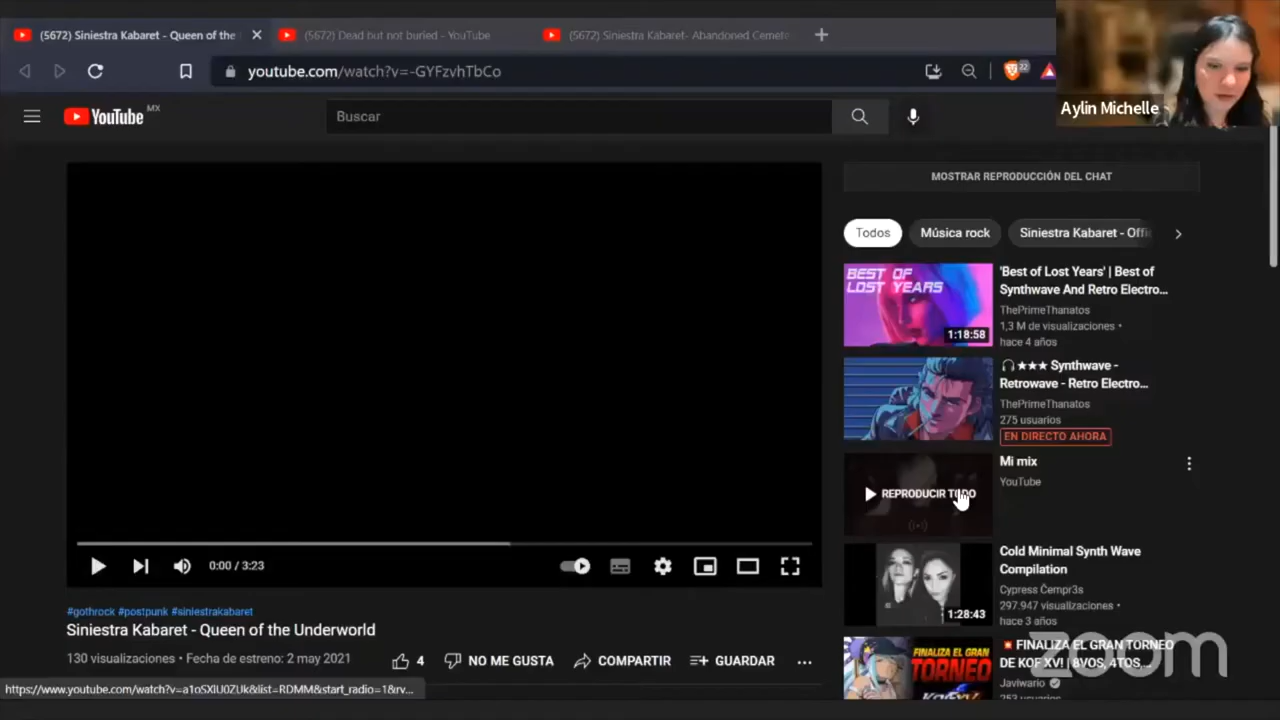 (5672) Siniestra Kabaret - Queen of the
(5672) Dead but not buried - YouTube
(5672) Siniestra Kabaret- Abandoned Cemet
youtube.com/watch?v=-GYFzvhTbCo
22
Aylin Michelle
YouTube MX
Buscar
MOSTRAR REPRODUCCIÓN DEL CHAT
Todos
Música rock
Siniestra Kabaret - Offi
BEST OF
LOST YEARS
1:18:58
'Best of Lost Years' | Best of
Synthwave And Retro Electro...
ThePrimeThanatos
1,3 M de visualizaciones •
hace 4 años
🎧★★★ Synthwave -
Retrowave - Retro Electro...
ThePrimeThanatos
275 usuarios
EN DIRECTO AHORA
REPRODUCIR TODO
Mi mix
YouTube
0:00 / 3:23
Cold Minimal Synth Wave
Compilation
Cypress Čempr3s
297.947 visualizaciones •
hace 3 años
1:28:43
#gothrock #postpunk #siniestrakabaret
Siniestra Kabaret - Queen of the Underworld
130 visualizaciones • Fecha de estreno: 2 may 2021
4
NO ME GUSTA
COMPARTIR
GUARDAR
FINALIZA EL GRAN
TORNEO
💥 FINALIZA EL GRAN TORNEO
DE KOF XV! | 8VOS, 4TOS,...
Javiwario
253 usuarios
zoom
https://www.youtube.com/watch?v=a1oSXlU0ZUk&list=RDMM&start_radio=1&rv...